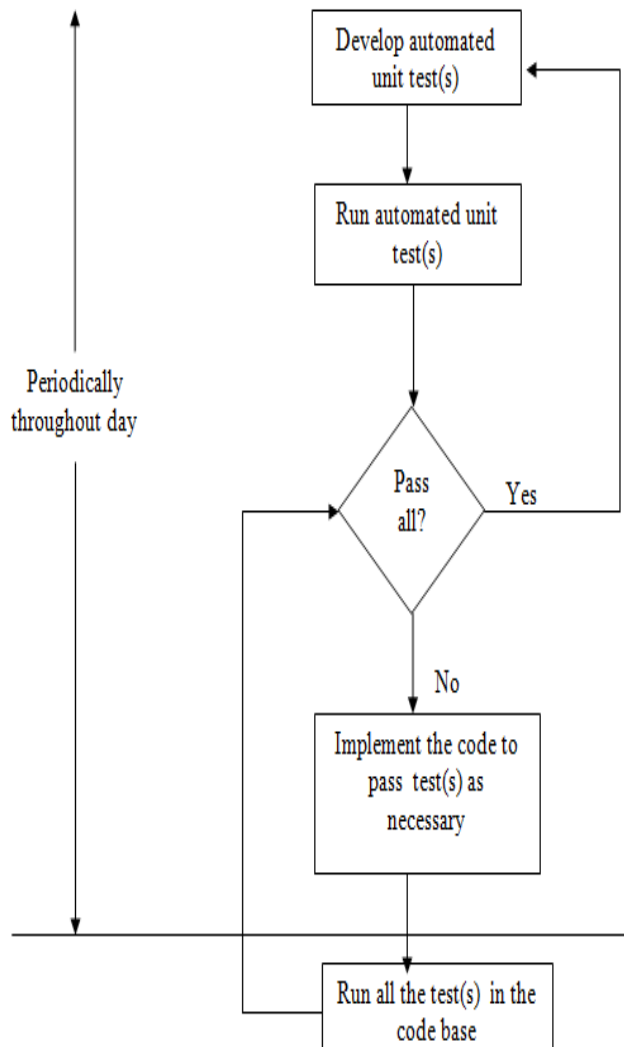 Develop automated
unit test(s)
Run automated unit
test(s)
Periodically
throughout day
Pass
all?
Yes
No
Implement the code to
pass test(s) as
necessary
Run all the test(s) in the
code base